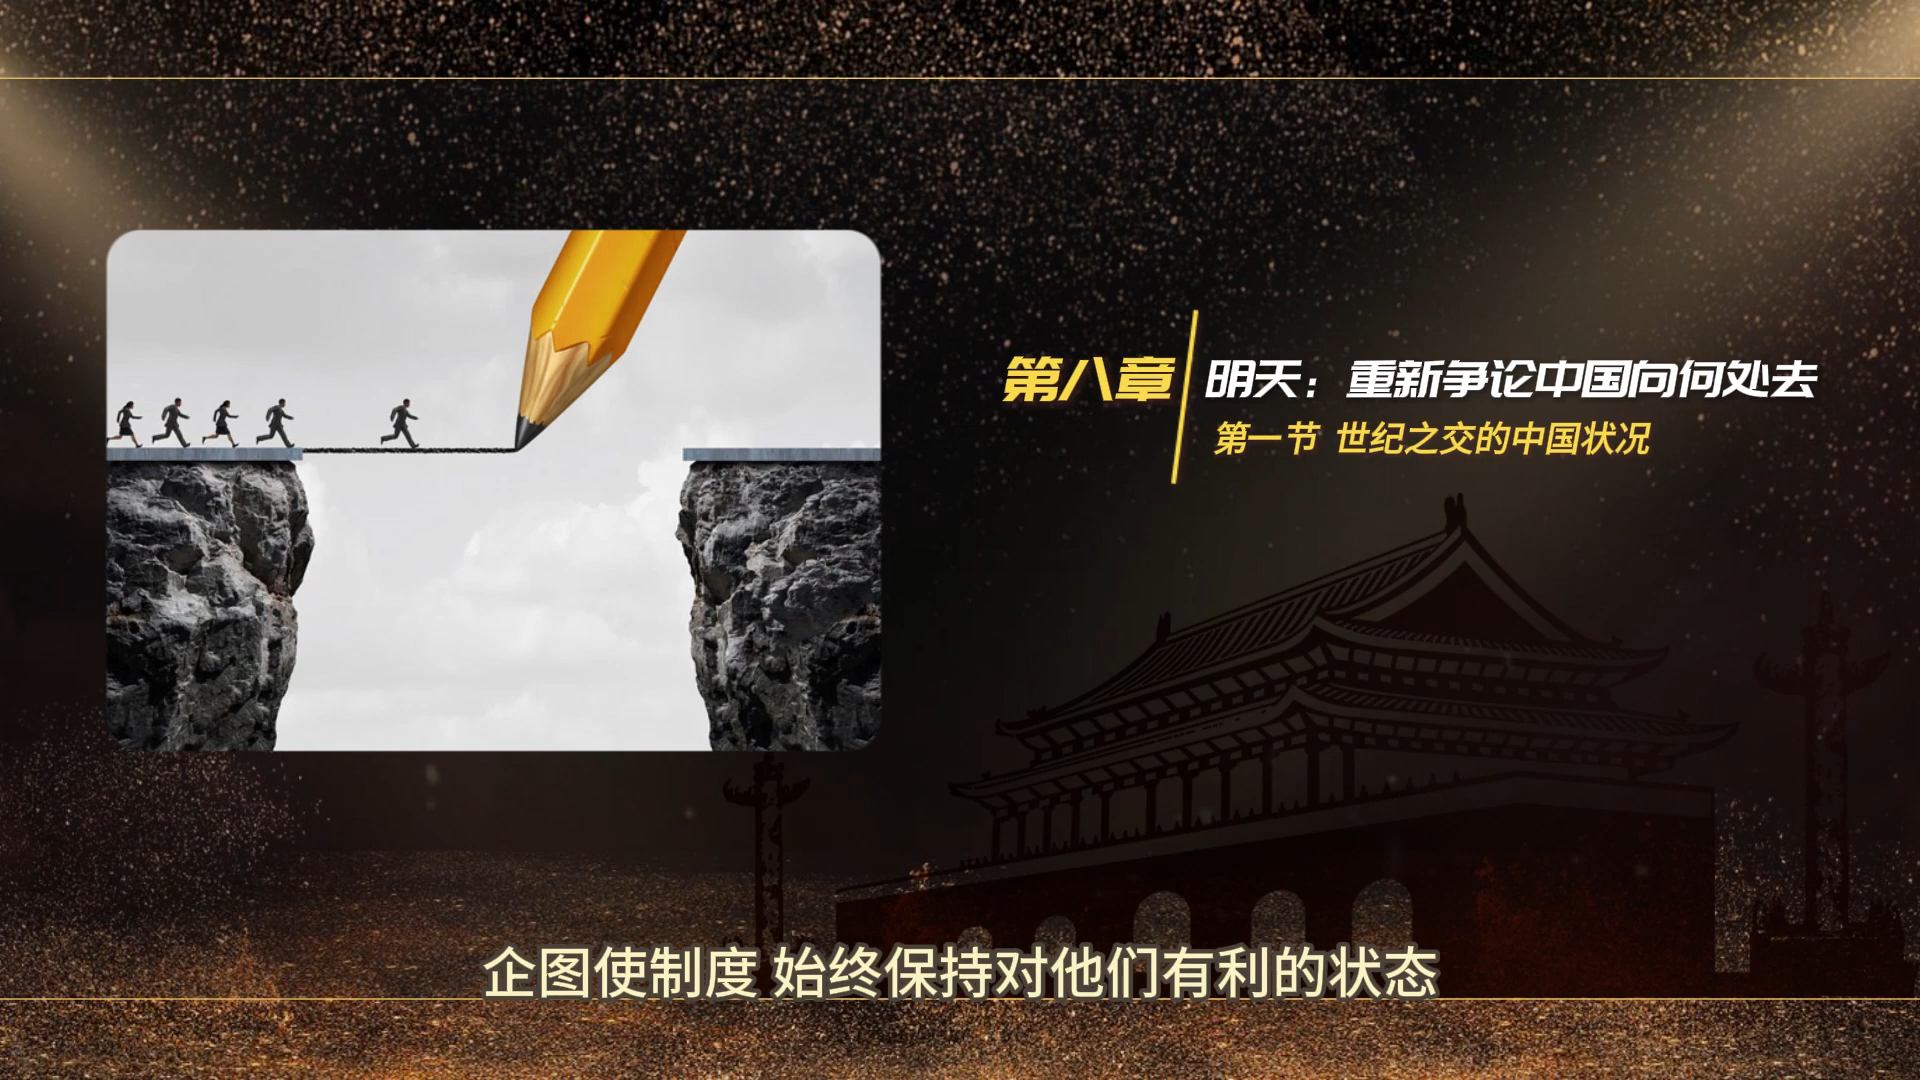 第八章
明天：重新争论中国向何处去
第一节 世纪之交的中国状况
企图使制度 始终保持对他们有利的状态